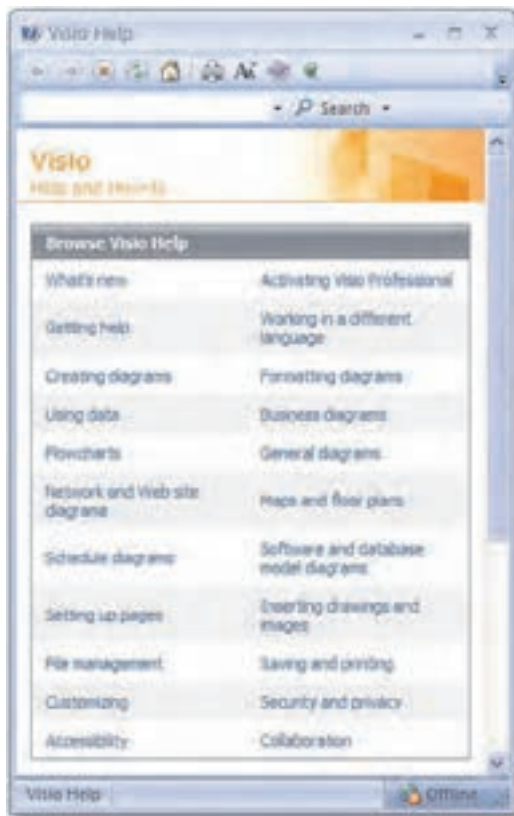 Visio Help
Search
Visio
Help and How-to
Browse Visio Help
What's new
Activating Visio Professional
Getting help
Working in a different
language
Creating diagrams
Formatting diagrams
Using data
Business diagrams
Flowcharts
General diagrams
Network and Web site
diagrams
Maps and floor plans
Schedule diagrams
Software and database
model diagrams
Setting up pages
Inserting drawings and
images
File management
Saving and printing
Customizing
Security and privacy
Accessibility
Collaboration
Visio Help
Offline